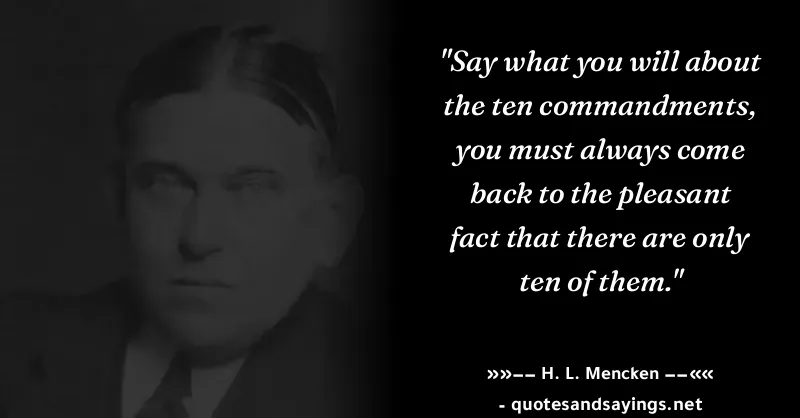 "Say what you will about
the ten commandments,
you must always come
back to the pleasant
fact that there are only
ten of them."
»»−− H. L. Mencken −−««
- quotesandsayings.net